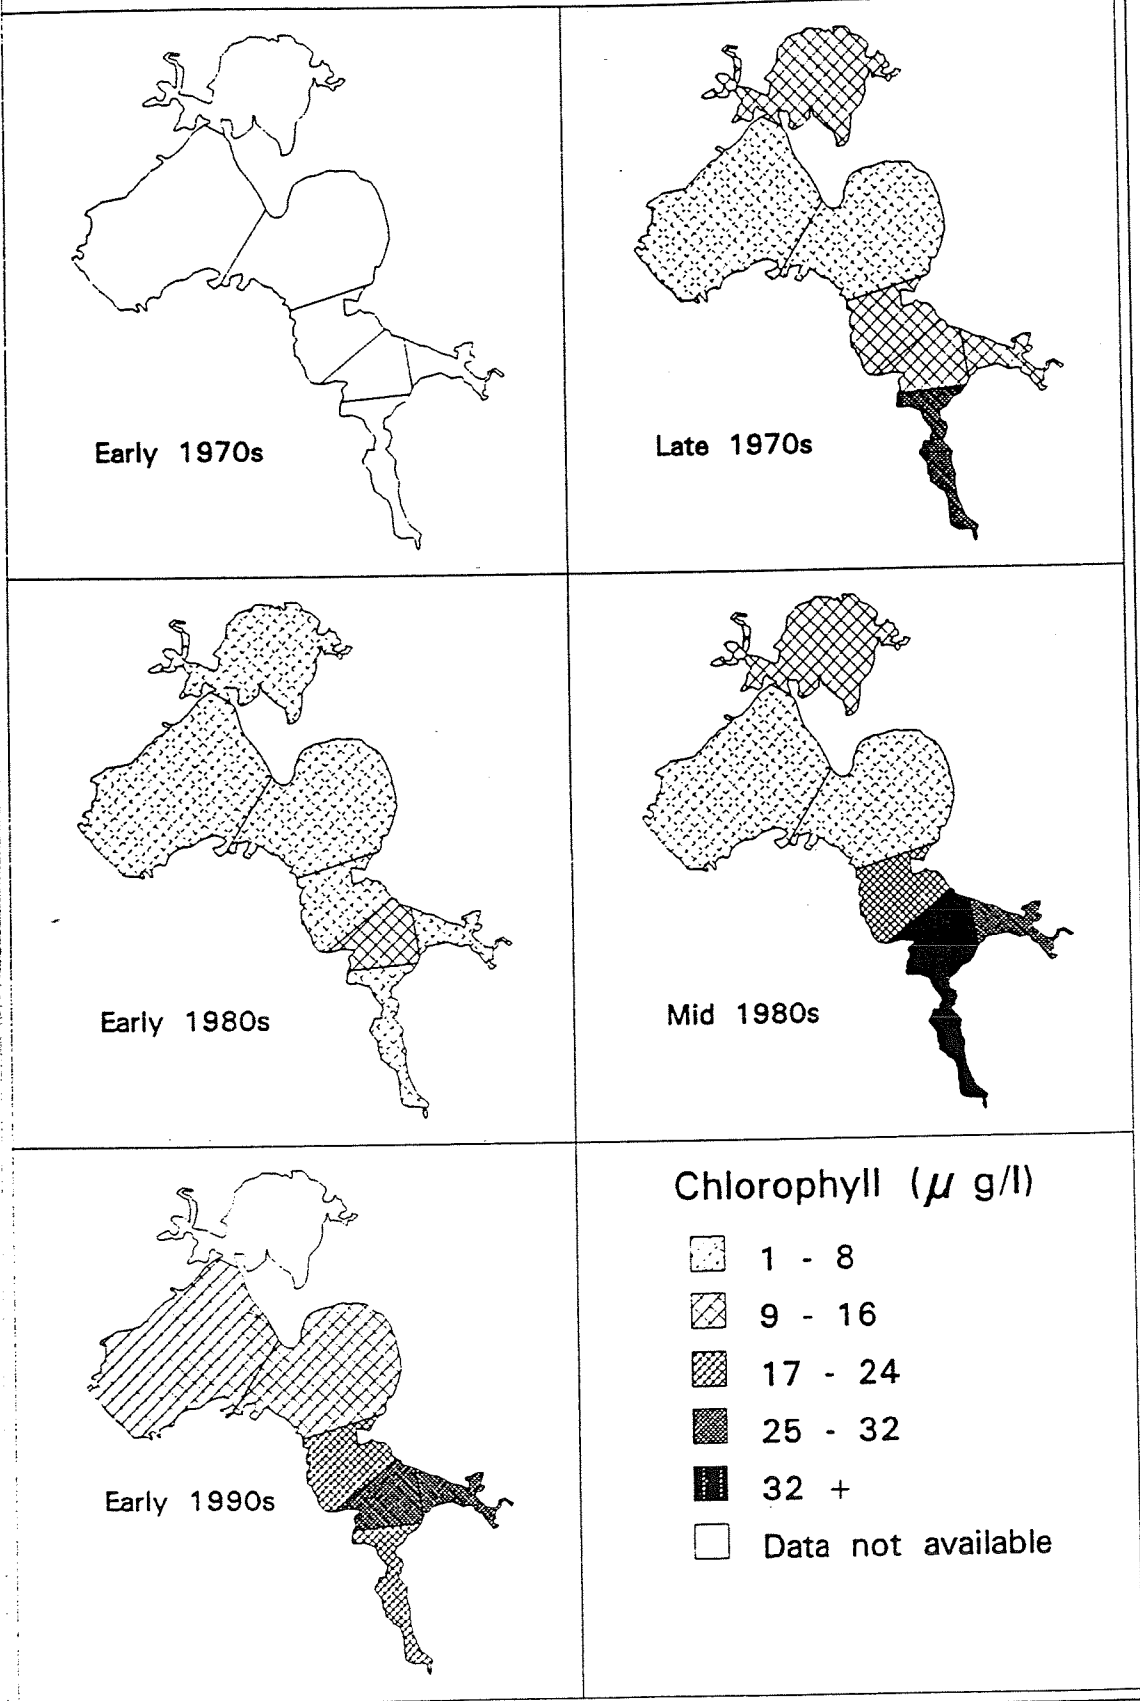 Early 1970s
Late 1970s
Early 1980s
Mid 1980s
Early 1990s
Chlorophyll (μ g/l)
1 - 8
9 - 16
17 - 24
25 - 32
32 +
Data not available